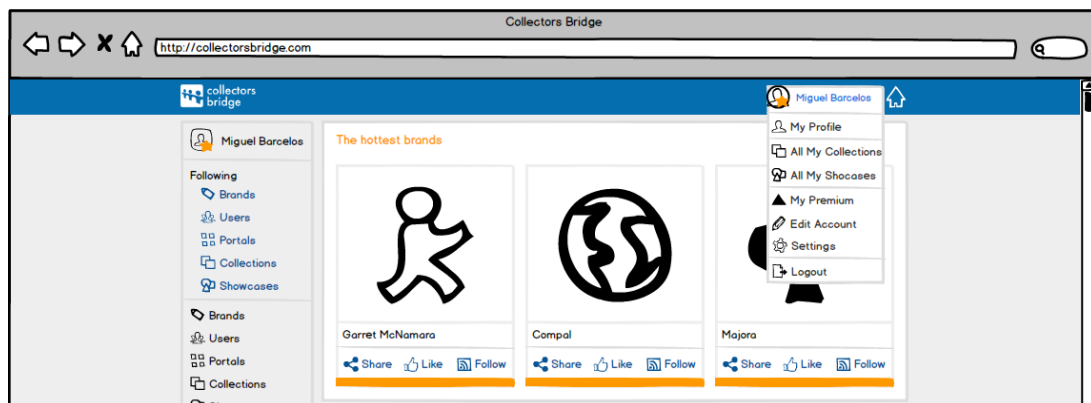 Collectors Bridge
http://collectorsbridge.com
collectors
bridge
Miguel Barcelos
My Profile
All My Collections
All My Shocases
My Premium
Edit Account
Settings
Logout
Miguel Barcelos
Following
Brands
Users
Portals
Collections
Showcases
Brands
Users
Portals
Collections
The hottest brands
Garret McNamara
Share Like Follow
Compal
Share Like Follow
Majora
Share Like Follow